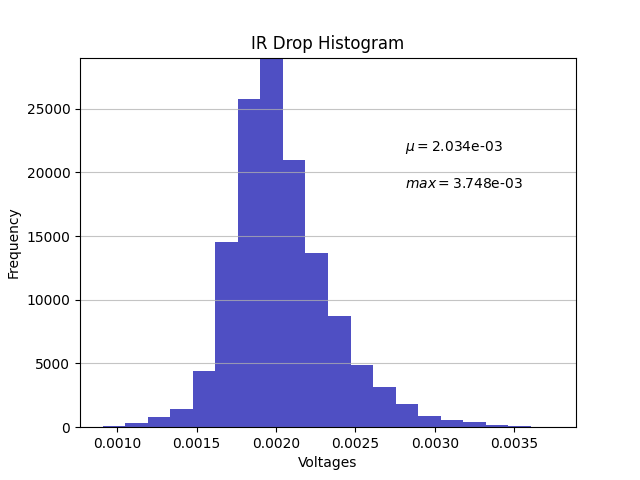 IR Drop Histogram
25000
20000
15000
10000
5000
0
Frequency
μ = 2.034e-03
max = 3.748e-03
0.0010 0.0015 0.0020 0.0025 0.0030 0.0035
Voltages